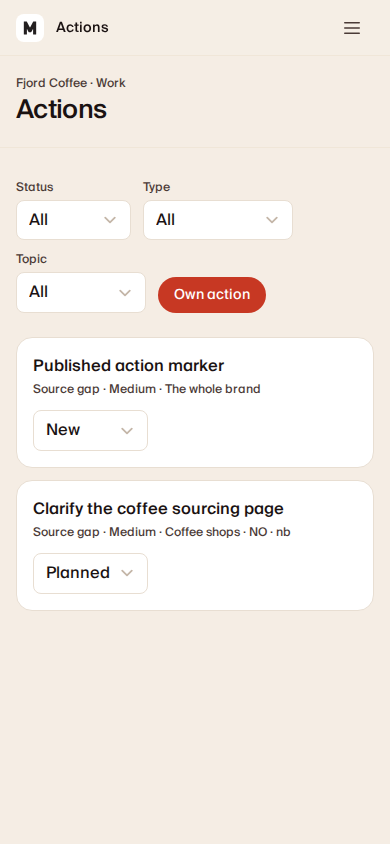 M Actions
Fjord Coffee · Work
Actions
Status
Type
All
All
Topic
All
Own action
Published action marker
Source gap · Medium · The whole brand
New
Clarify the coffee sourcing page
Source gap · Medium · Coffee shops · NO · nb
Planned